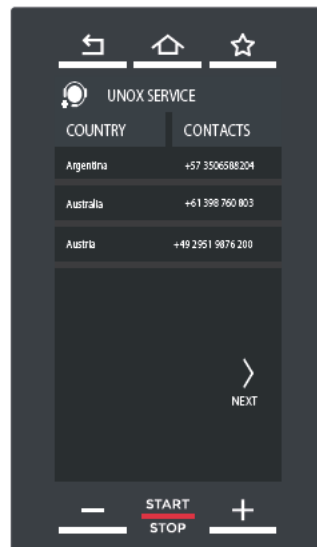 UNOX SERVICE
COUNTRY CONTACTS
Argentina +57 3506588204
Australia +61 398 760 803
Austria +49 2951 9876 200
NEXT
START
STOP